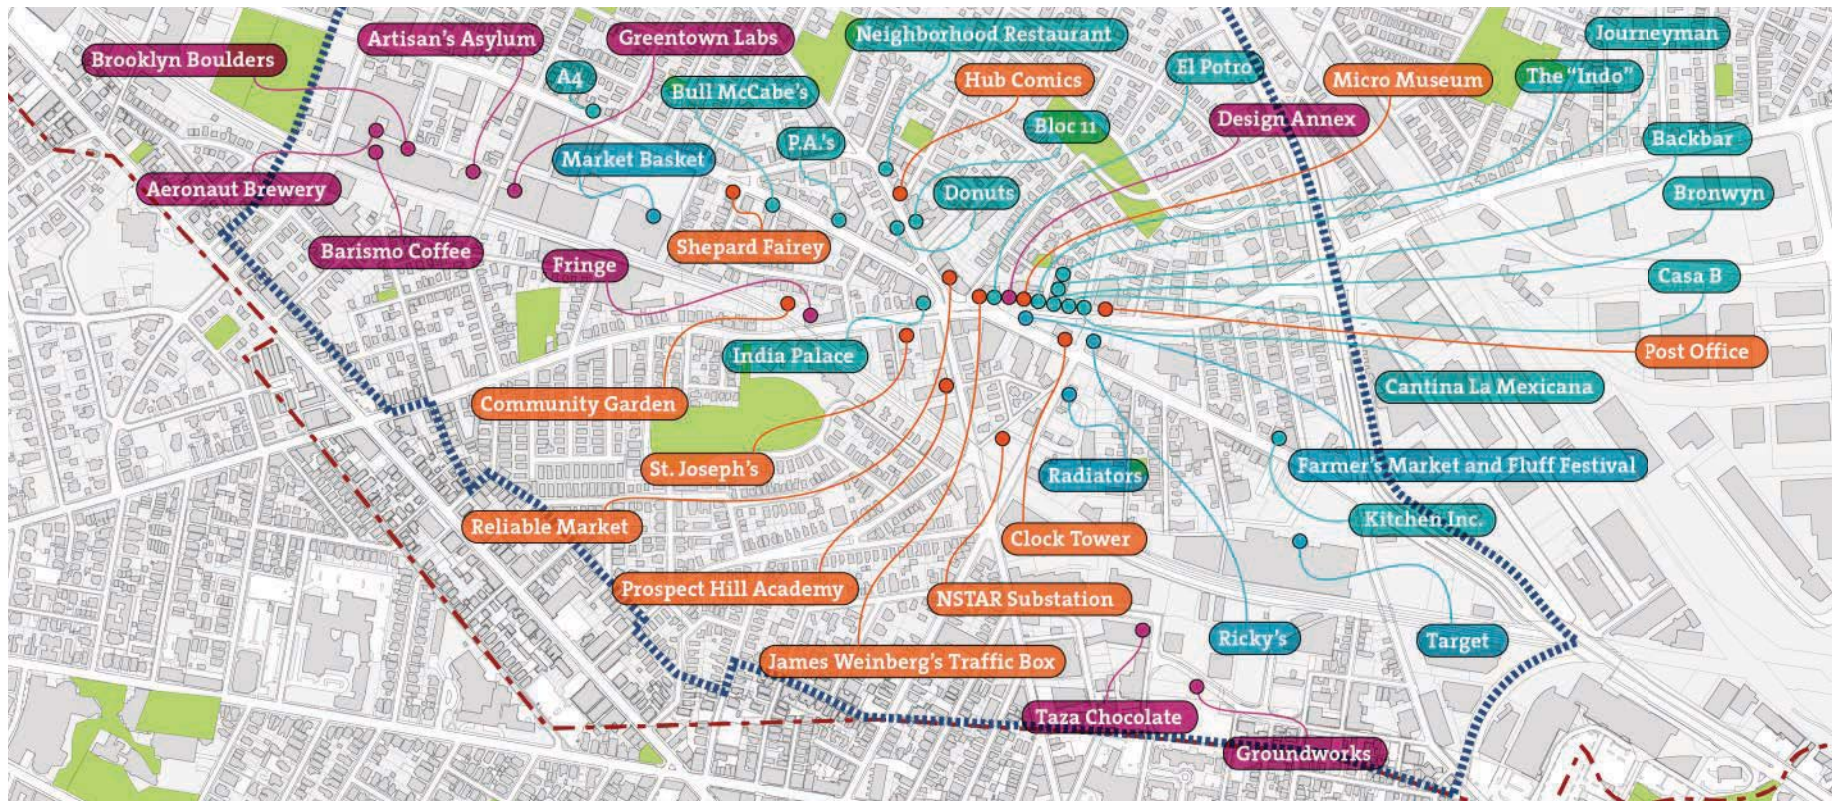 Neighborhood Restaurant
Journeyman
Artisan's Asylum
Greentown Labs
Brooklyn Boulders
A4
Bull McCabe's
Hub Comics
El Potro
Micro Museum
The "Indo"
Bloc 11
Design Annex
P.A.'s
Backbar
Market Basket
Aeronaut Brewery
Donuts
Bronwyn
Barismo Coffee
Shepard Fairey
Fringe
Casa B
India Palace
Post Office
Cantina La Mexicana
Community Garden
St. Joseph's
Radiators
Farmer's Market and Fluff Festival
Reliable Market
Kitchen Inc.
Clock Tower
Prospect Hill Academy
NSTAR Substation
Ricky's
Target
James Weinberg's Traffic Box
Taza Chocolate
Groundworks